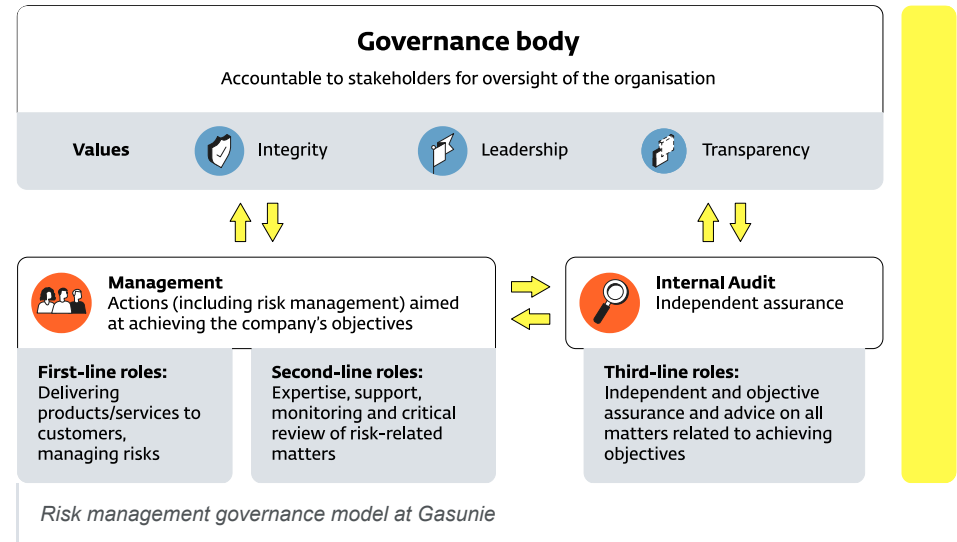 Governance body
Accountable to stakeholders for oversight of the organisation
Values
Integrity
Leadership
Transparency
Management
Actions (including risk management) aimed
at achieving the company's objectives
Internal Audit
Independent assurance
First-line roles:
Delivering
products/services to
customers,
managing risks
Second-line roles:
Expertise, support,
monitoring and critical
review of risk-related
matters
Third-line roles:
Independent and objective
assurance and advice on all
matters related to achieving
objectives
Risk management governance model at Gasunie